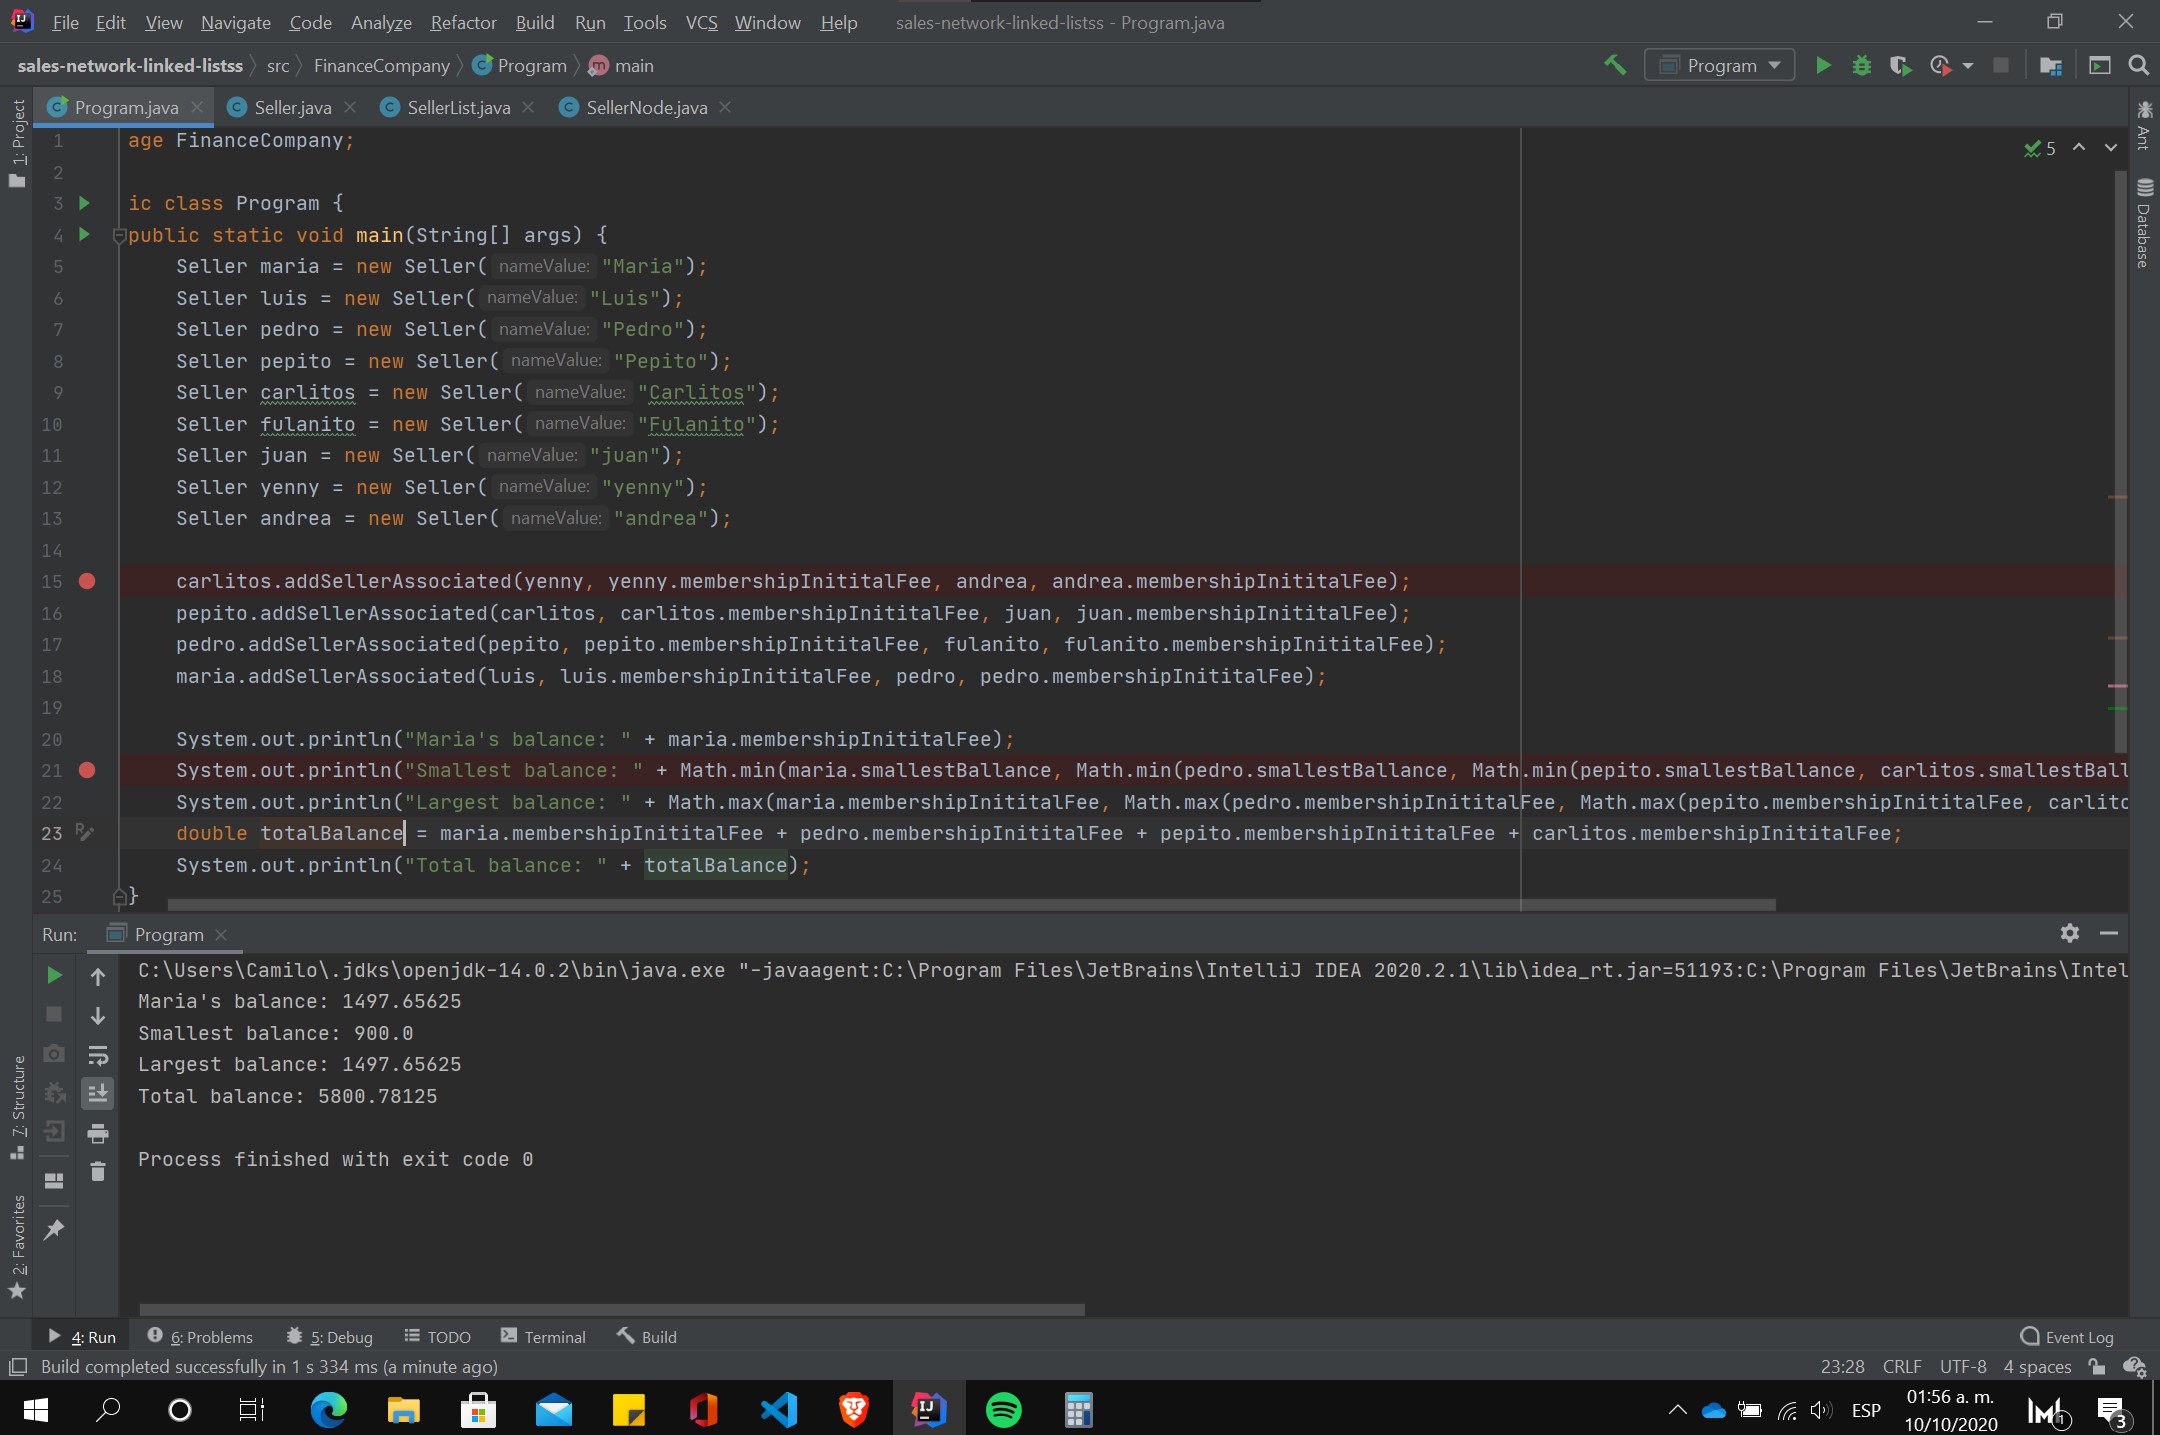 File Edit View Navigate Code Analyze Refactor Build Run Tools VCS Window Help sales-network-linked-listss - Program.java
sales-network-linked-listss src FinanceCompany Program main Program
Program.java Seller.java SellerList.java SellerNode.java
1: Project
Ant
Database
5
1 age FinanceCompany;
2
3 ic class Program {
4 public static void main(String[] args) {
5 Seller maria = new Seller( nameValue: "Maria");
6 Seller luis = new Seller( nameValue: "Luis");
7 Seller pedro = new Seller( nameValue: "Pedro");
8 Seller pepito = new Seller( nameValue: "Pepito");
9 Seller carlitos = new Seller( nameValue: "Carlitos");
10 Seller fulanito = new Seller( nameValue: "Fulanito");
11 Seller juan = new Seller( nameValue: "juan");
12 Seller yenny = new Seller( nameValue: "yenny");
13 Seller andrea = new Seller( nameValue: "andrea");
14
15 carlitos.addSellerAssociated(yenny, yenny.membershipInititalFee, andrea, andrea.membershipInititalFee);
16 pepito.addSellerAssociated(carlitos, carlitos.membershipInititalFee, juan, juan.membershipInititalFee);
17 pedro.addSellerAssociated(pepito, pepito.membershipInititalFee, fulanito, fulanito.membershipInititalFee);
18 maria.addSellerAssociated(luis, luis.membershipInititalFee, pedro, pedro.membershipInititalFee);
19
20 System.out.println("Maria's balance: " + maria.membershipInititalFee);
21 System.out.println("Smallest balance: " + Math.min(maria.smallestBallance, Math.min(pedro.smallestBallance, Math.min(pepito.smallestBallance, carlitos.smallestBall
22 System.out.println("Largest balance: " + Math.max(maria.membershipInititalFee, Math.max(pedro.membershipInititalFee, Math.max(pepito.membershipInititalFee, carlito
23 double totalBalance = maria.membershipInititalFee + pedro.membershipInititalFee + pepito.membershipInititalFee + carlitos.membershipInititalFee;
24 System.out.println("Total balance: " + totalBalance);
25 }
Run: Program
C:\Users\Camilo\.jdks\openjdk-14.0.2\bin\java.exe "-javaagent:C:\Program Files\JetBrains\IntelliJ IDEA 2020.2.1\lib\idea_rt.jar=51193:C:\Program Files\JetBrains\Intel
Maria's balance: 1497.65625
Smallest balance: 900.0
Largest balance: 1497.65625
Total balance: 5800.78125
Process finished with exit code 0
7: Structure
2: Favorites
4: Run 6: Problems 5: Debug TODO Terminal Build Event Log
Build completed successfully in 1 s 334 ms (a minute ago) 23:28 CRLF UTF-8 4 spaces
ESP 01:56 a. m. 1 3
10/10/2020